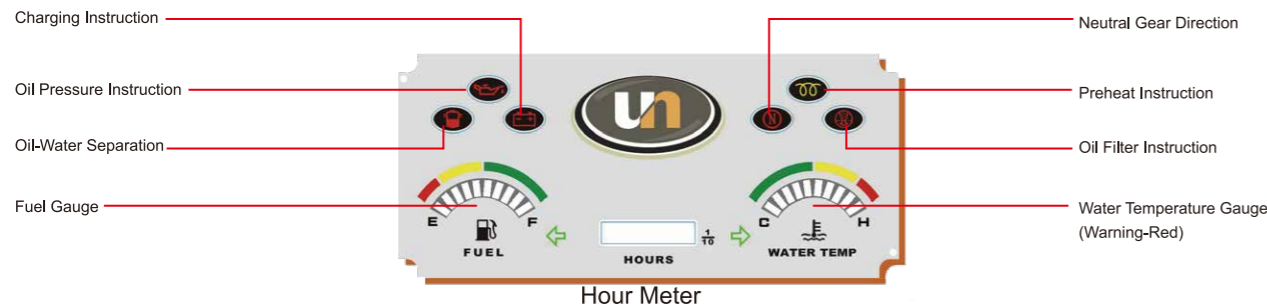 Charging Instruction
Neutral Gear Direction
Oil Pressure Instruction
Preheat Instruction
un
N
Oil-Water Separation
Oil Filter Instruction
Fuel Gauge
Water Temperature Gauge
(Warning-Red)
E F
C H
FUEL
HOURS
1/10
WATER TEMP
Hour Meter